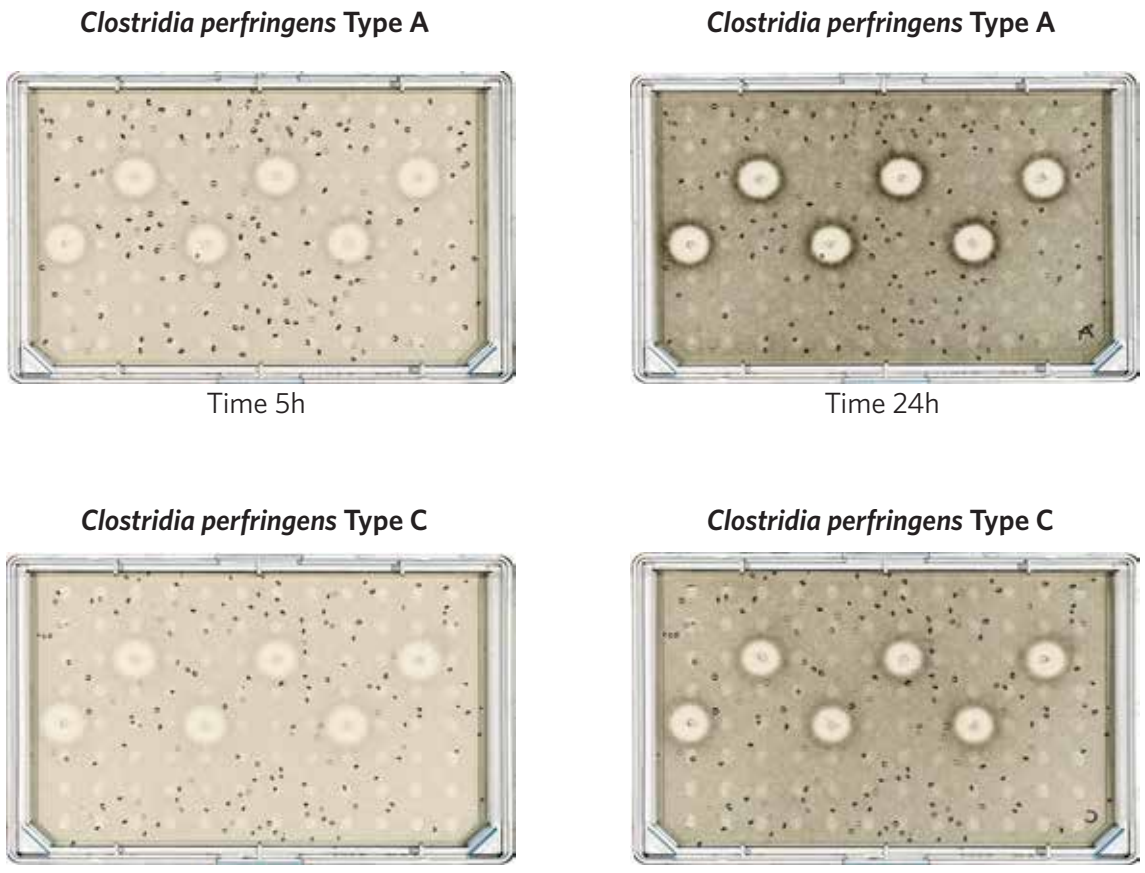 Clostridia perfringens Type A
Clostridia perfringens Type A
A
Time 5h
Time 24h
Clostridia perfringens Type C
Clostridia perfringens Type C
C